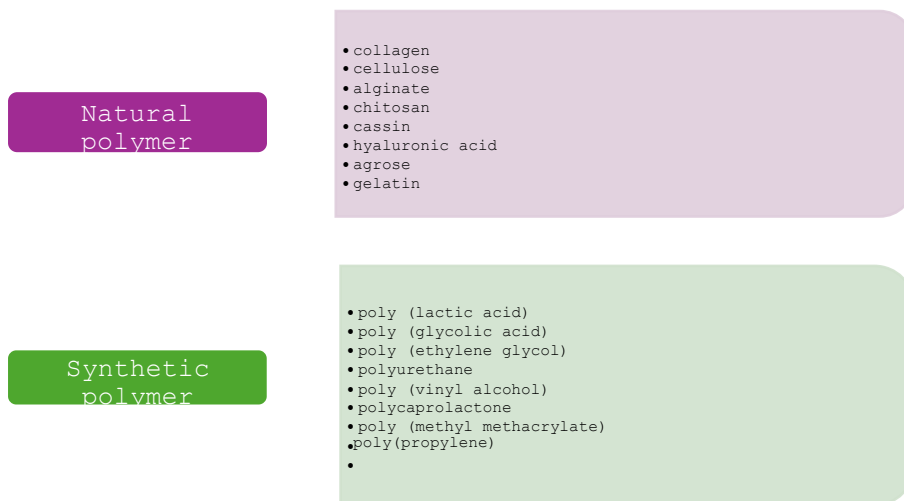 Natural
polymer
• collagen
• cellulose
• alginate
• chitosan
• cassin
• hyaluronic acid
• agrose
• gelatin
Synthetic
polymer
• poly (lactic acid)
• poly (glycolic acid)
• poly (ethylene glycol)
• polyurethane
• poly (vinyl alcohol)
• polycaprolactone
• poly (methyl methacrylate)
• poly(propylene)
•